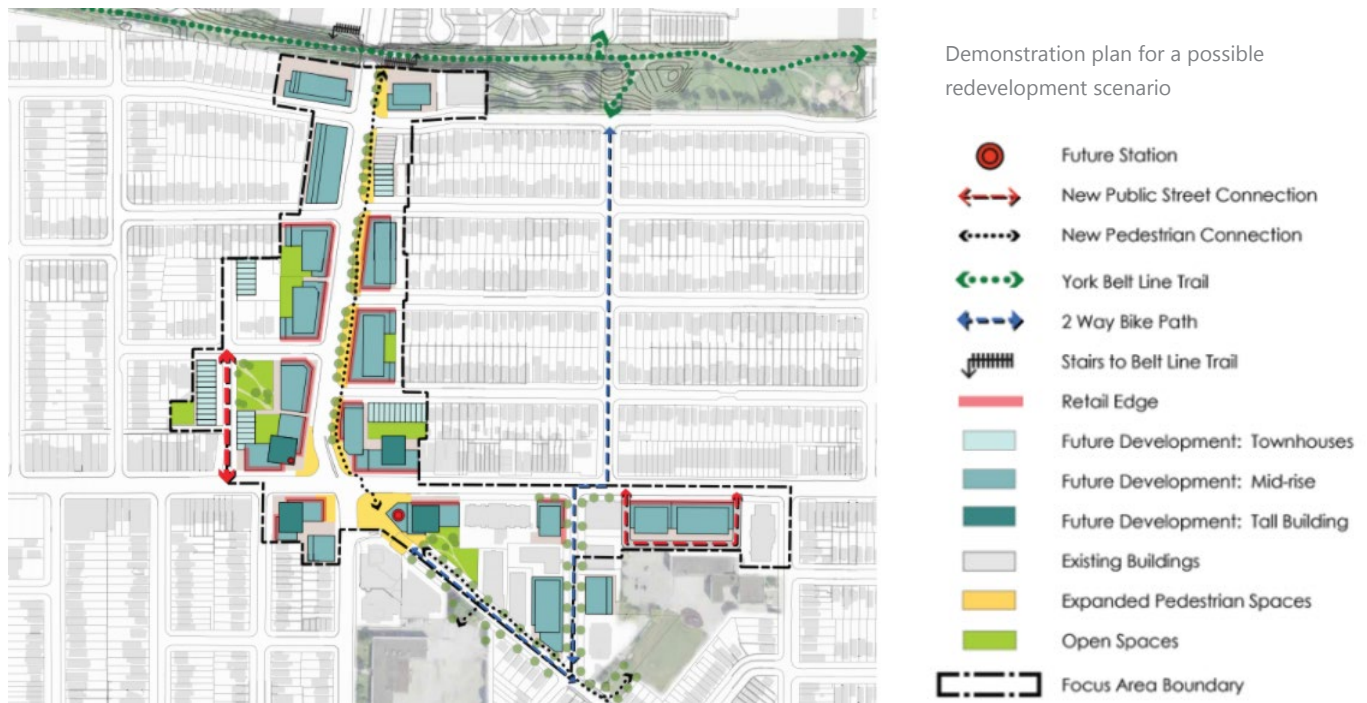 Demonstration plan for a possible
redevelopment scenario
Future Station
New Public Street Connection
New Pedestrian Connection
York Belt Line Trail
2 Way Bike Path
Stairs to Belt Line Trail
Retail Edge
Future Development: Townhouses
Future Development: Mid-rise
Future Development: Tall Building
Existing Buildings
Expanded Pedestrian Spaces
Open Spaces
Focus Area Boundary